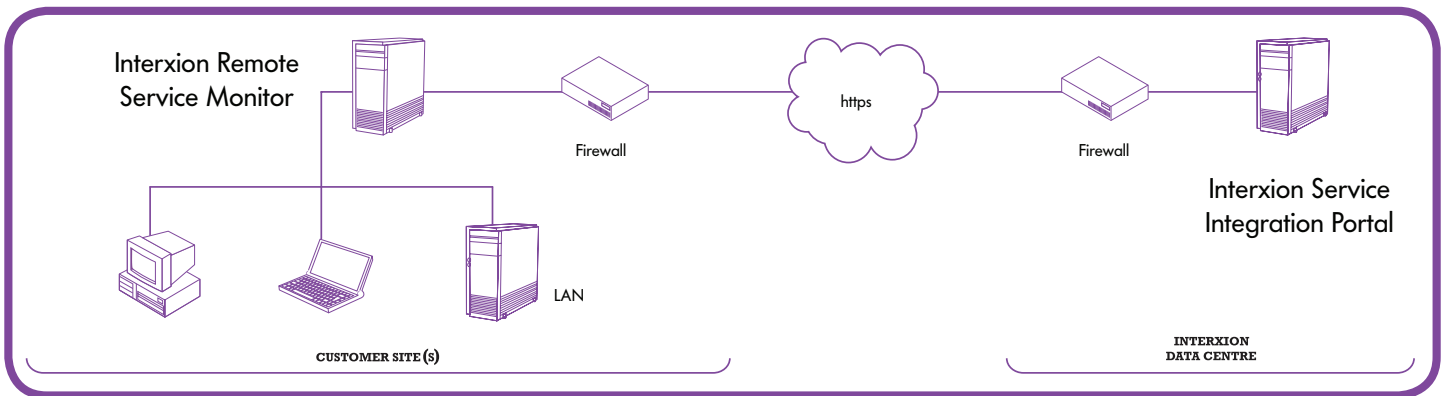 Interxion Remote
Service Monitor
Firewall
https
Firewall
Interxion Service
Integration Portal
LAN
CUSTOMER SITE(S)
INTERXION
DATA CENTRE